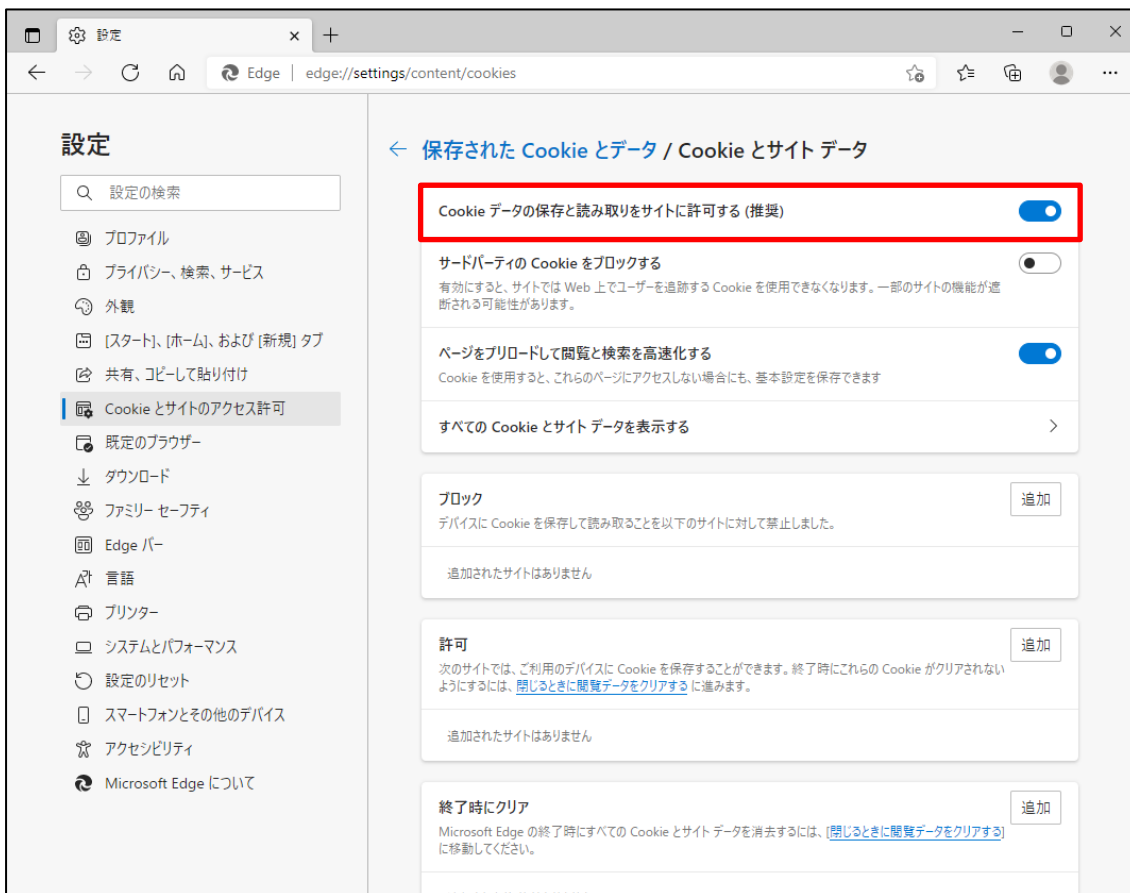 設定
Edge | edge://settings/content/cookies
設定
設定の検索
プロファイル
プライバシー、検索、サービス
外観
[スタート]、[ホーム]、および [新規] タブ
共有、コピーして貼り付け
Cookie とサイトのアクセス許可
既定のブラウザー
ダウンロード
ファミリー セーフティ
Edge バー
言語
プリンター
システムとパフォーマンス
設定のリセット
スマートフォンとその他のデバイス
アクセシビリティ
Microsoft Edge について
保存された Cookie とデータ / Cookie とサイト データ
Cookie データの保存と読み取りをサイトに許可する (推奨)
サードパーティの Cookie をブロックする
有効にすると、サイトでは Web 上でユーザーを追跡する Cookie を使用できなくなります。一部のサイトの機能が遮
断される可能性があります。
ページをプリロードして閲覧と検索を高速化する
Cookie を使用すると、これらのページにアクセスしない場合にも、基本設定を保存できます
すべての Cookie とサイト データを表示する
ブロック
追加
デバイスに Cookie を保存して読み取ることを以下のサイトに対して禁止しました。
追加されたサイトはありません
許可
追加
次のサイトでは、ご利用のデバイスに Cookie を保存することができます。終了時にこれらの Cookie がクリアされない
ようにするには、閉じるときに閲覧データをクリアする に進みます。
追加されたサイトはありません
終了時にクリア
追加
Microsoft Edge の終了時にすべての Cookie とサイト データを消去するには、[閉じるときに閲覧データをクリアする]
に移動してください。